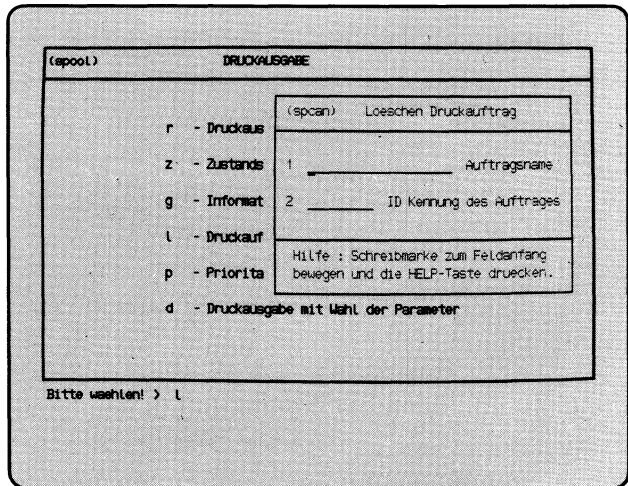 (spool) DRUCKAUSGABE
(spcan) Loeschen Druckauftrag
r - Druckaus
z - Zustands
1 Auftragsname
g - Informat
2 ID Kennung des Auftrages
l - Druckauf
Hilfe : Schreibmarke zum Feldanfang
p - Priorita
bewegen und die HELP-Taste druecken.
d - Druckausgabe mit Wahl der Parameter
Bitte waehlen! > l